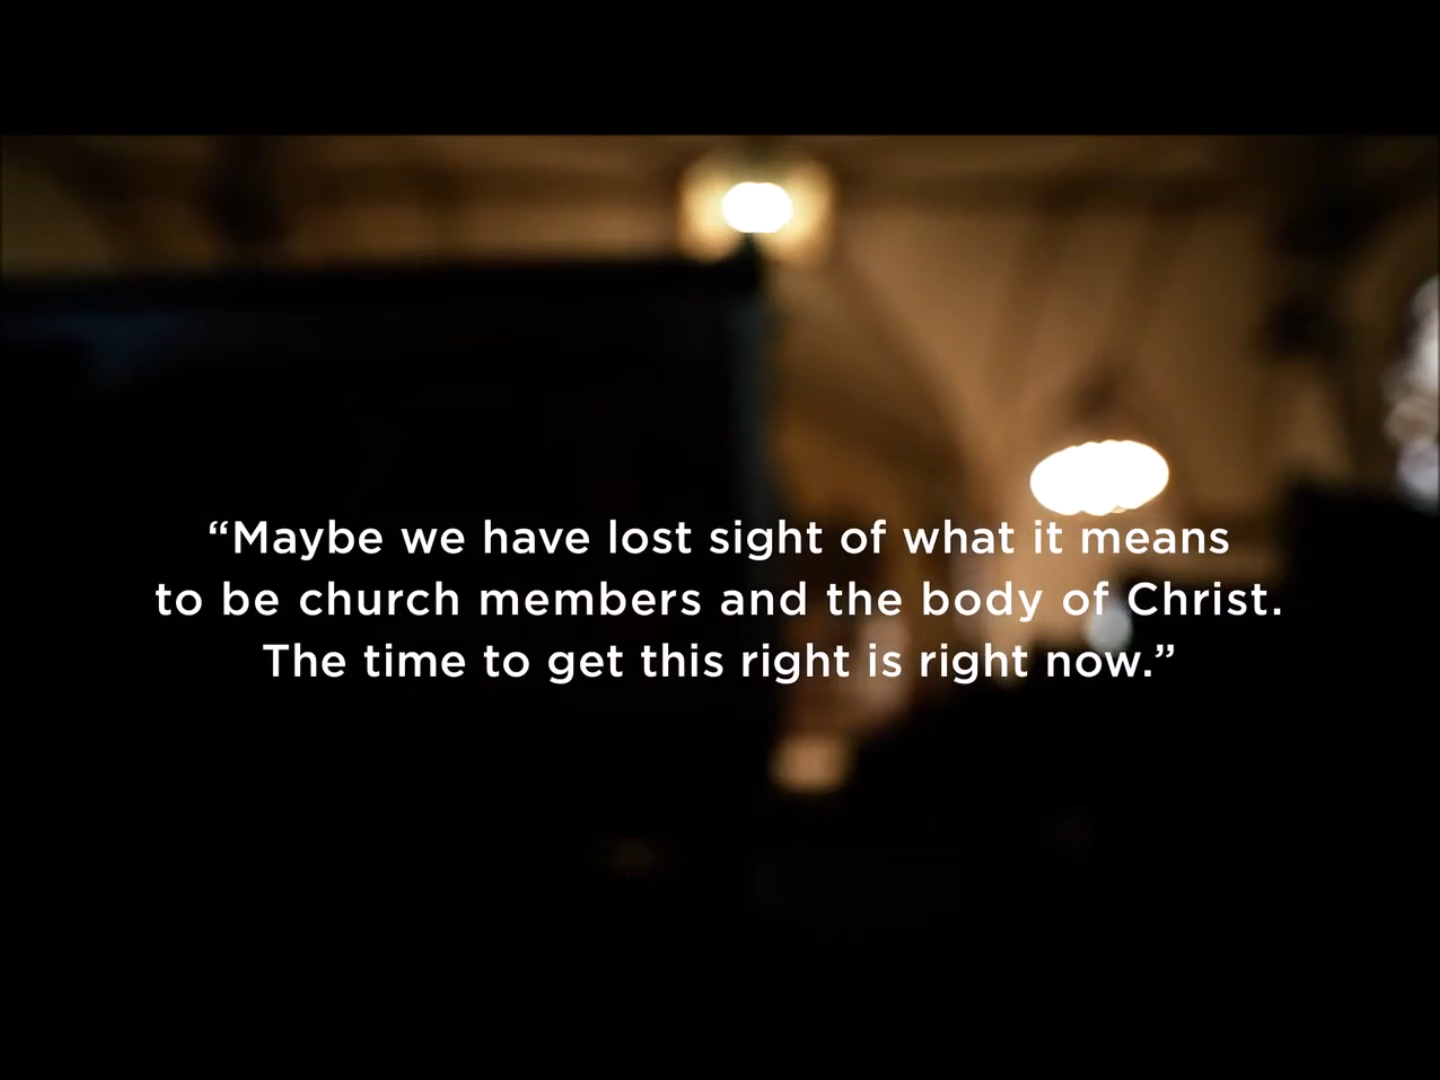 “Maybe we have lost sight of what it means
to be church members and the body of Christ.
The time to get this right is right now.”